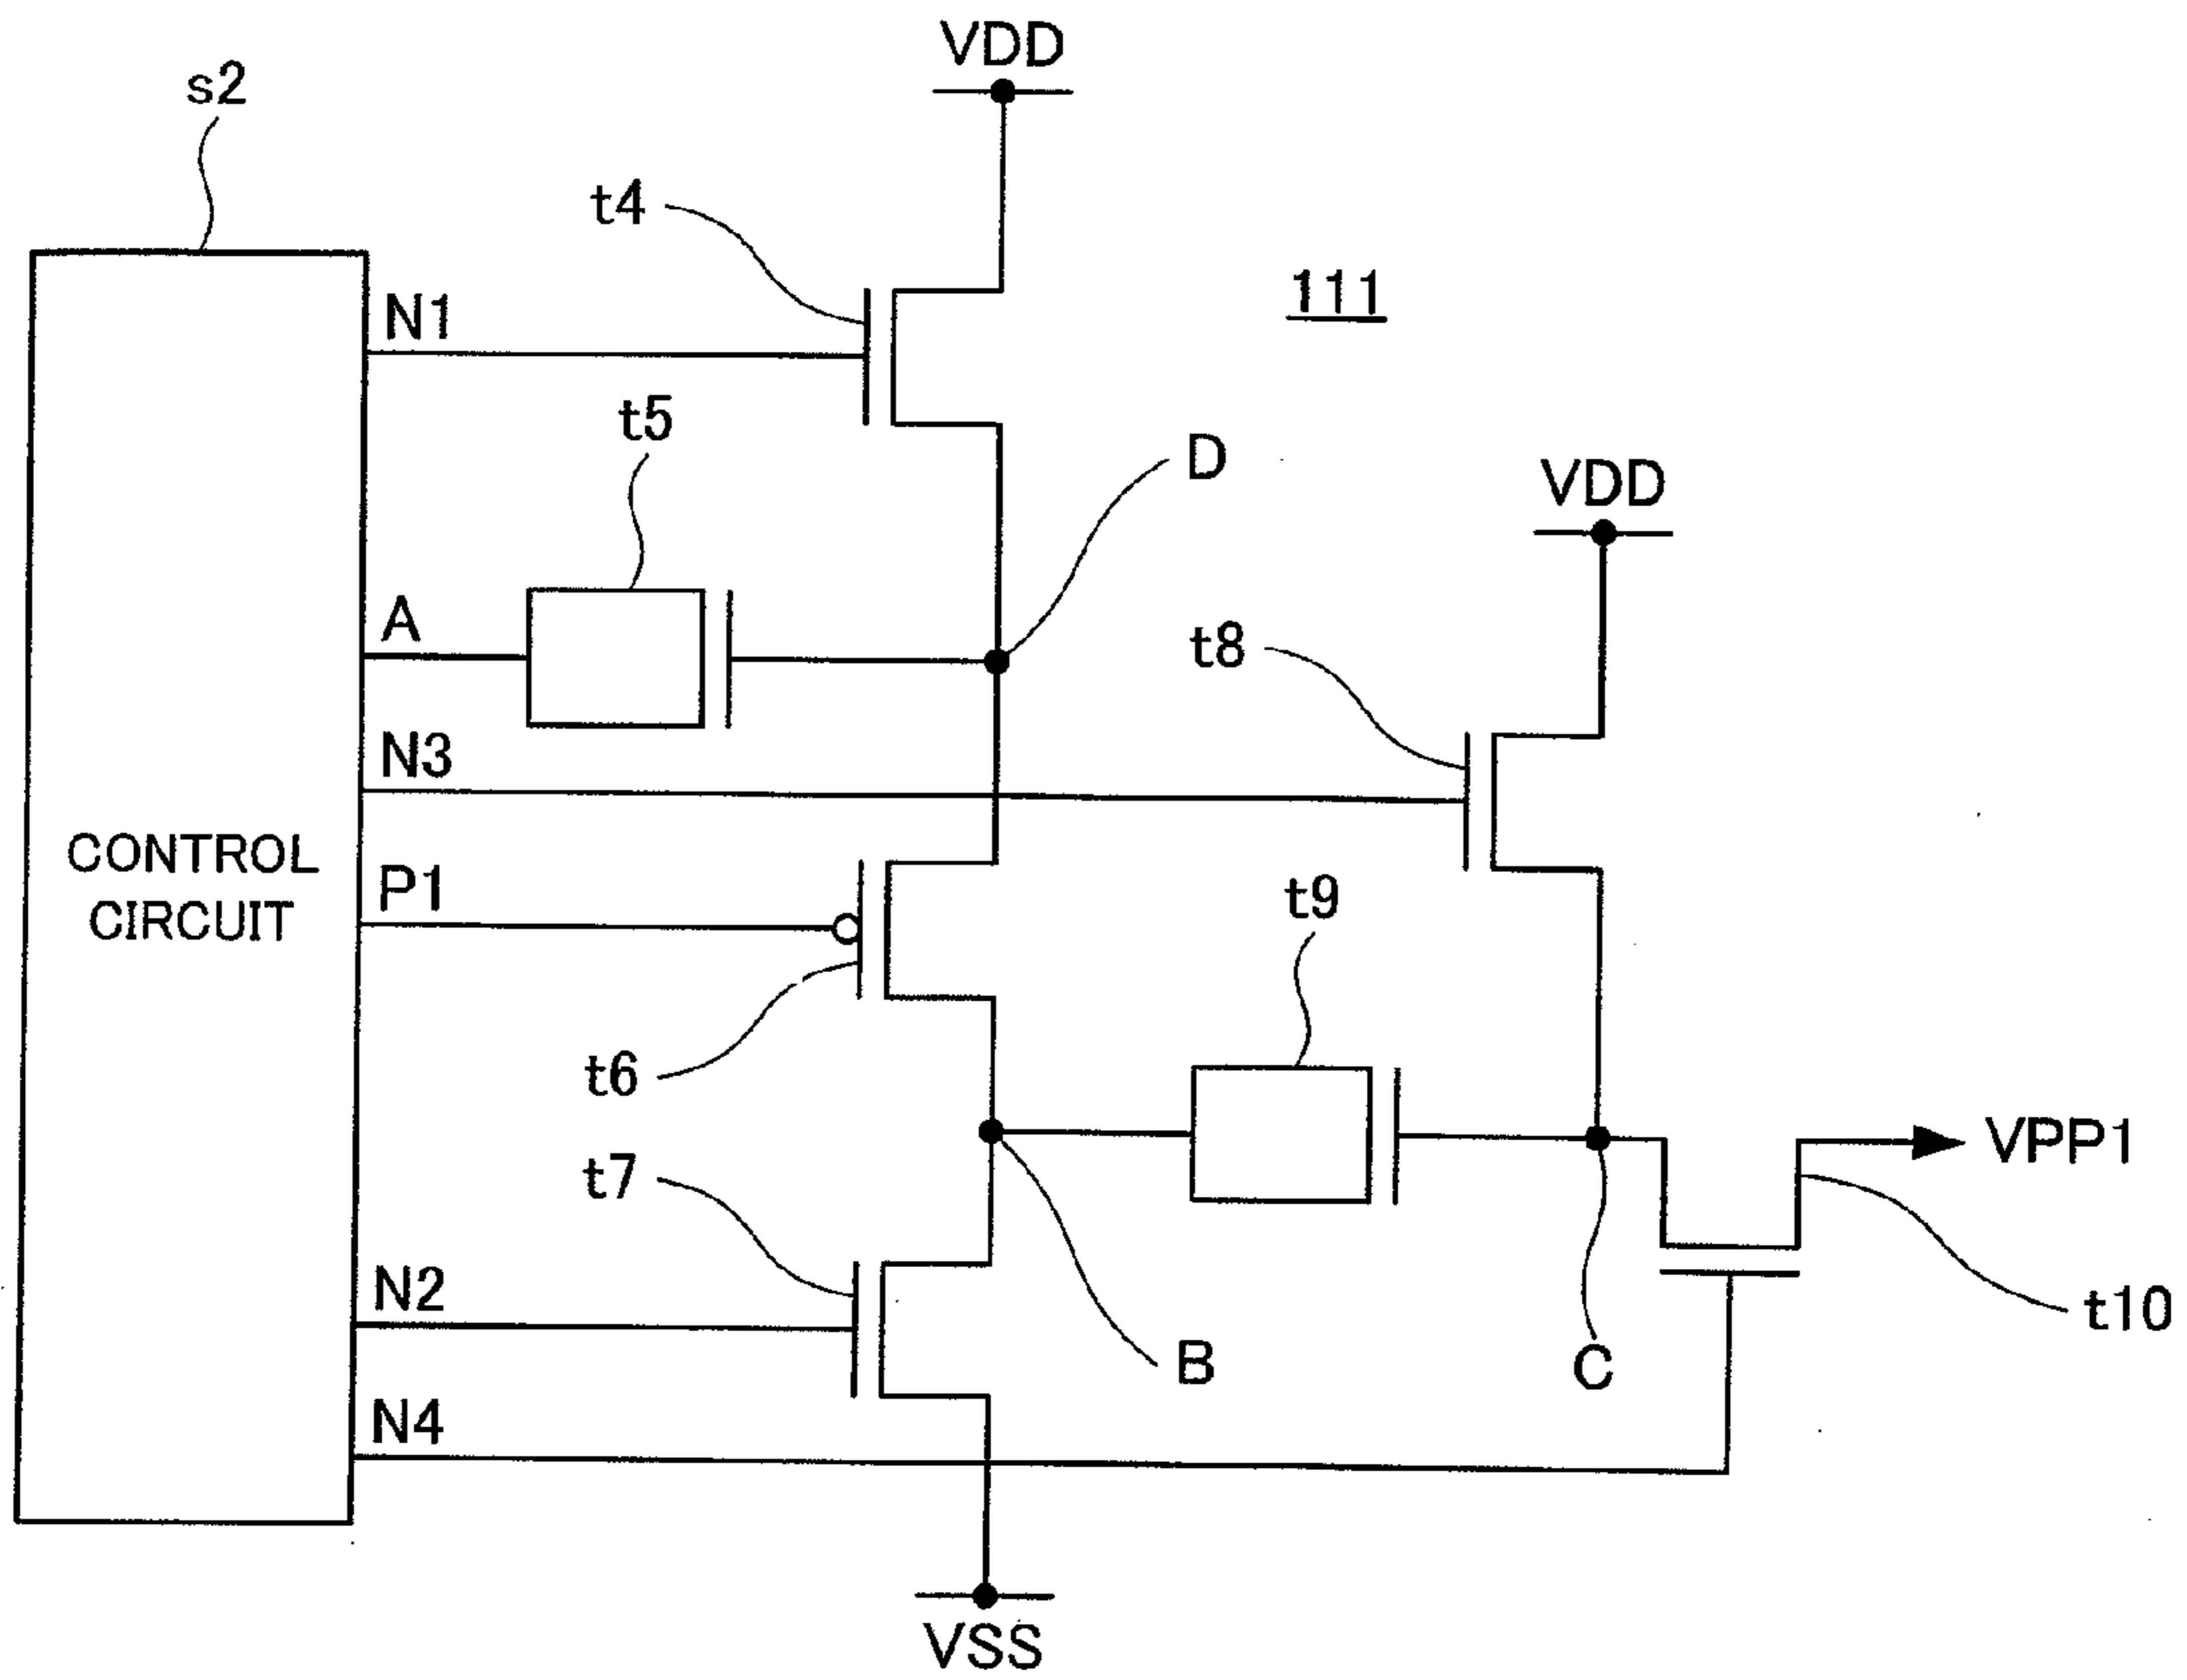 VDD
s2
t4
111
N1
t5
D
VDD
A
t8
N3
CONTROL
CIRCUIT
P1
t9
t6
VPP1
t7
N2
t10
B
C
N4
VSS